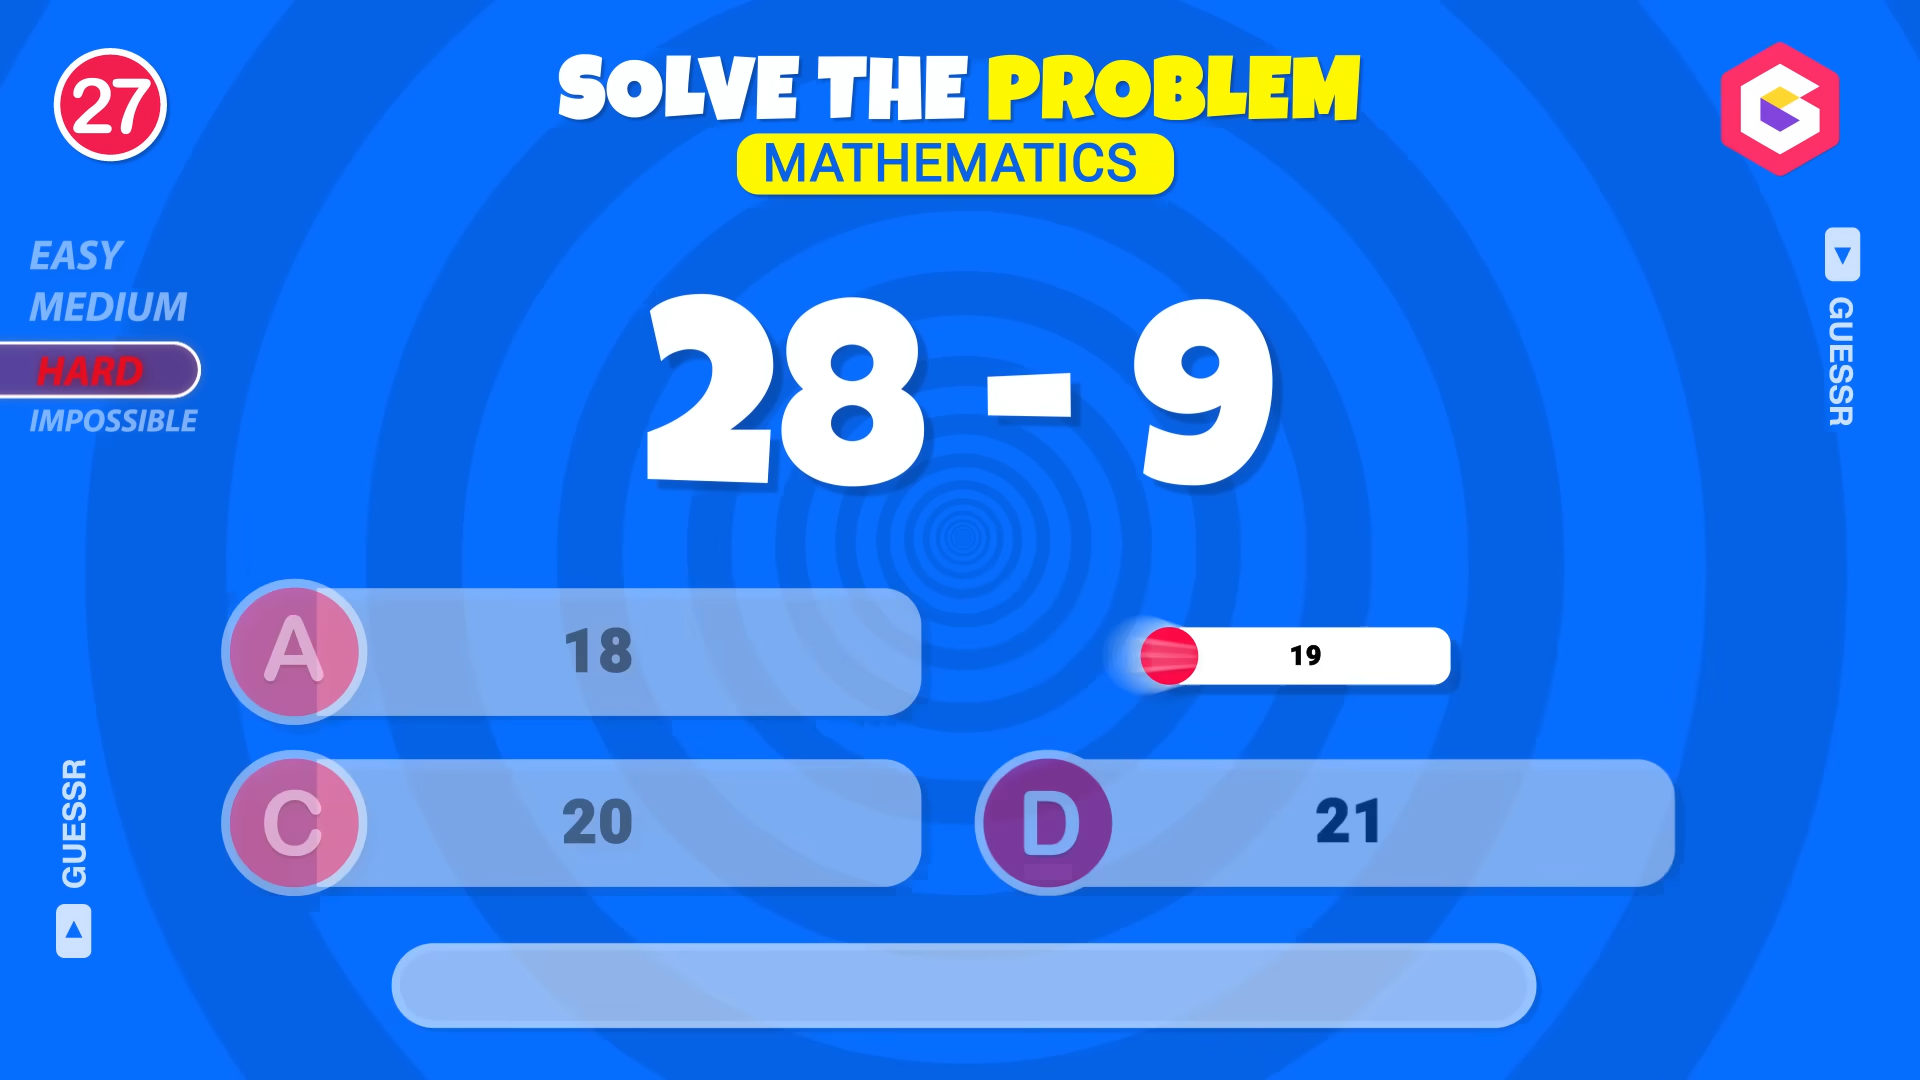 27
SOLVE THE PROBLEM
MATHEMATICS
EASY
MEDIUM
HARD
IMPOSSIBLE
28 - 9
GUESSR
A 18
19
C 20
D 21
GUESSR